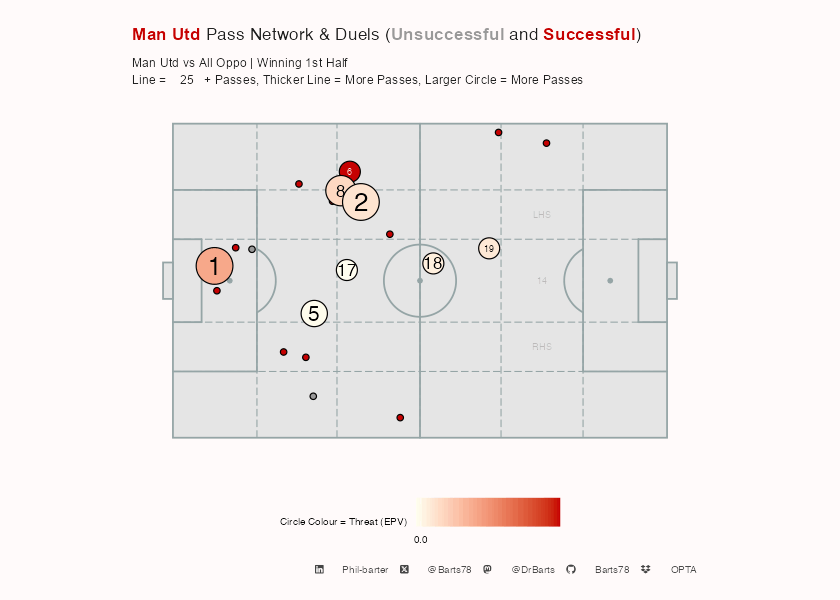 Man Utd Pass Network & Duels (Unsuccessful and Successful)
Man Utd vs All Oppo | Winning 1st Half
Line = 25 + Passes, Thicker Line = More Passes, Larger Circle = More Passes
6
8
2
LHS
19
18
1
17
14
5
RHS
Circle Colour = Threat (EPV)
0.0
Phil-barter @Barts78 @DrBarts Barts78 OPTA